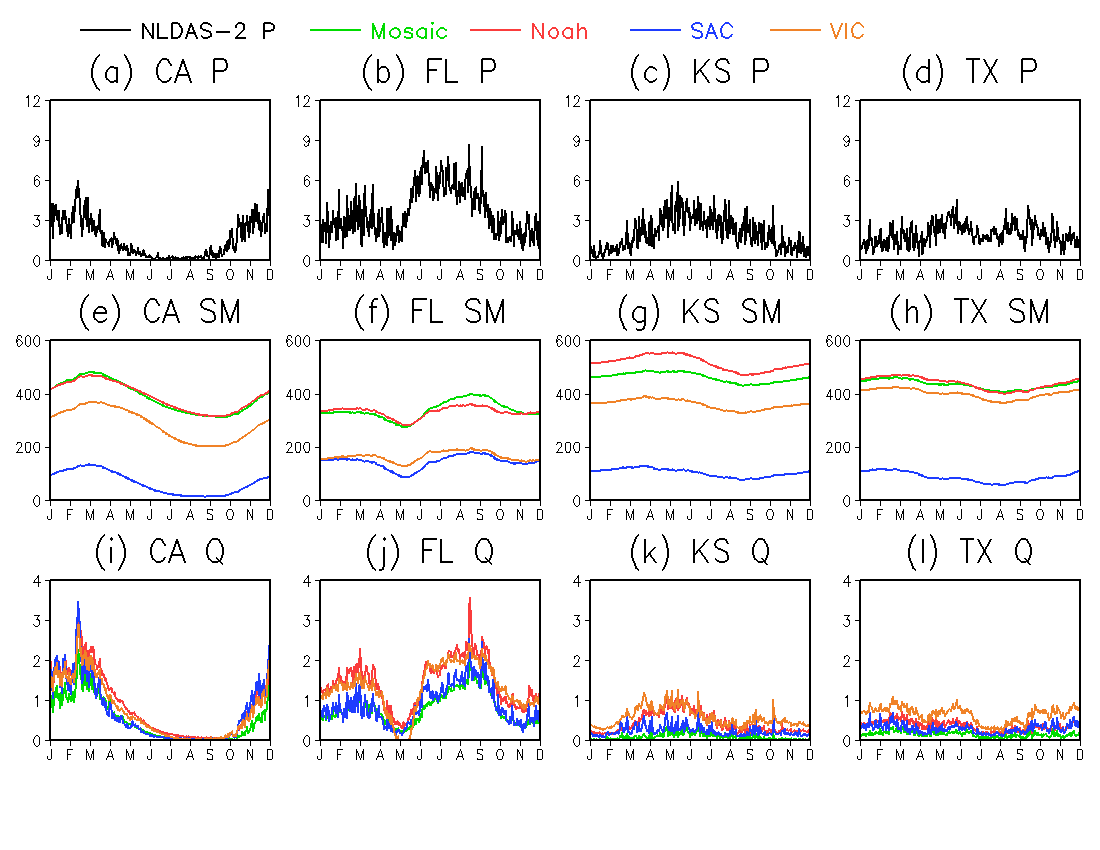 NLDAS-2 P Mosaic Noah SAC VIC
(a) CA P (b) FL P (c) KS P (d) TX P
12 12 12 12
9 9 9 9
6 6 6 6
3 3 3 3
0 0 0 0
J F M A M J J A S O N D J F M A M J J A S O N D J F M A M J J A S O N D J F M A M J J A S O N D
(e) CA SM (f) FL SM (g) KS SM (h) TX SM
600 600 600 600
400 400 400 400
200 200 200 200
0 0 0 0
J F M A M J J A S O N D J F M A M J J A S O N D J F M A M J J A S O N D J F M A M J J A S O N D
(i) CA Q (j) FL Q (k) KS Q (l) TX Q
4 4 4 4
3 3 3 3
2 2 2 2
1 1 1 1
0 0 0 0
J F M A M J J A S O N D J F M A M J J A S O N D J F M A M J J A S O N D J F M A M J J A S O N D